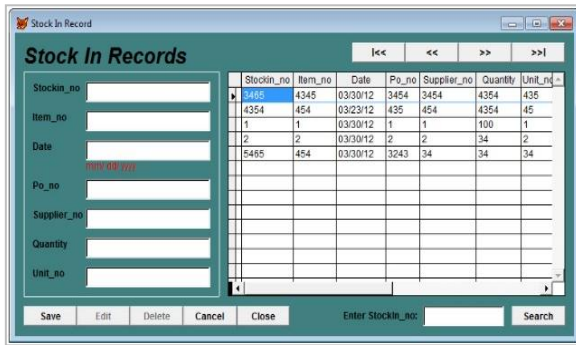 Stock In Record
Stock In Records
|<< << >> >>|
Stockin_no
Item_no
Date
mm/ dd/ yyyy
Po_no
Supplier_no
Quantity
Unit_no
Stockin_no Item_no Date Po_no Supplier_no Quantity Unit_no
3465 4345 03/30/12 3454 3454 4354 435
4354 454 03/23/12 435 454 4354 45
1 1 03/30/12 1 1 100 1
2 2 03/30/12 2 2 34 2
5465 454 03/30/12 3243 34 34 34
Save Edit Delete Cancel Close Enter StockIn_no: Search